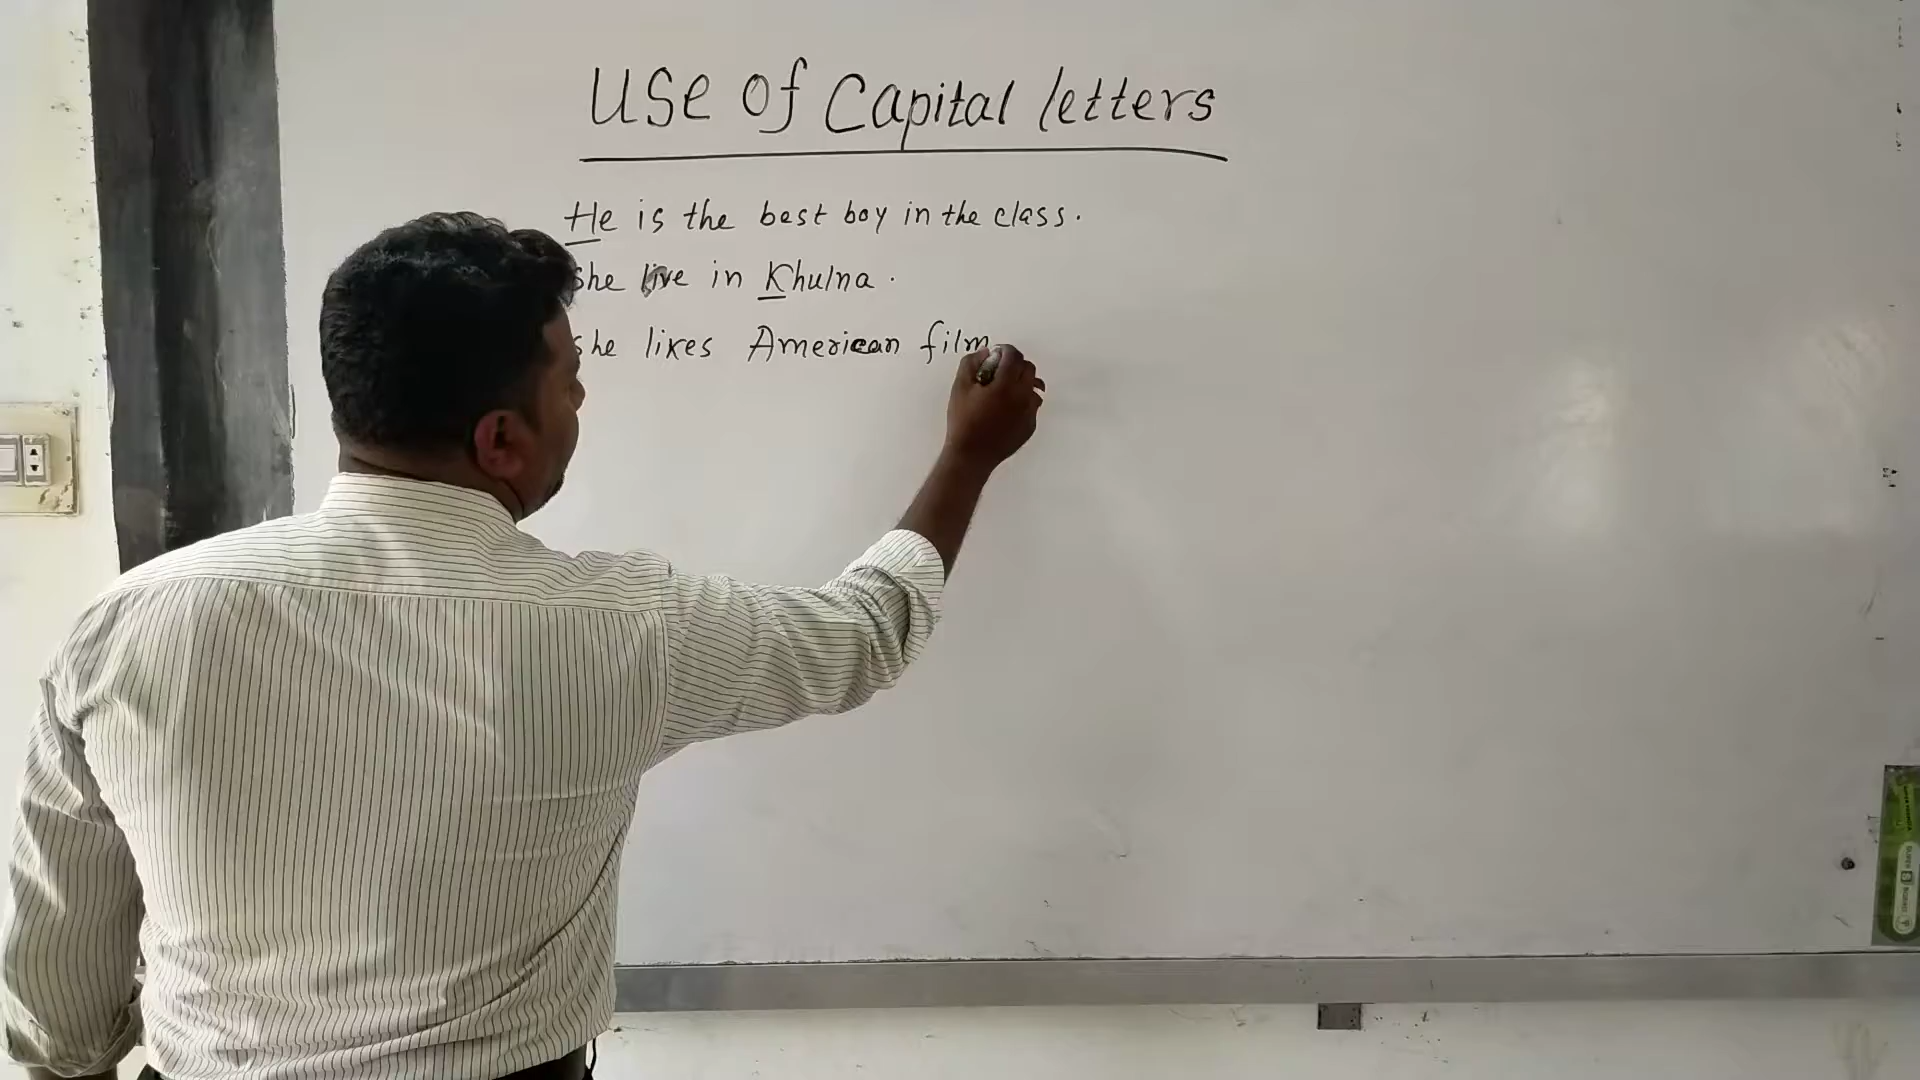 Use of Capital letters
He is the best boy in the class.
she live in Khulna.
she likes American film